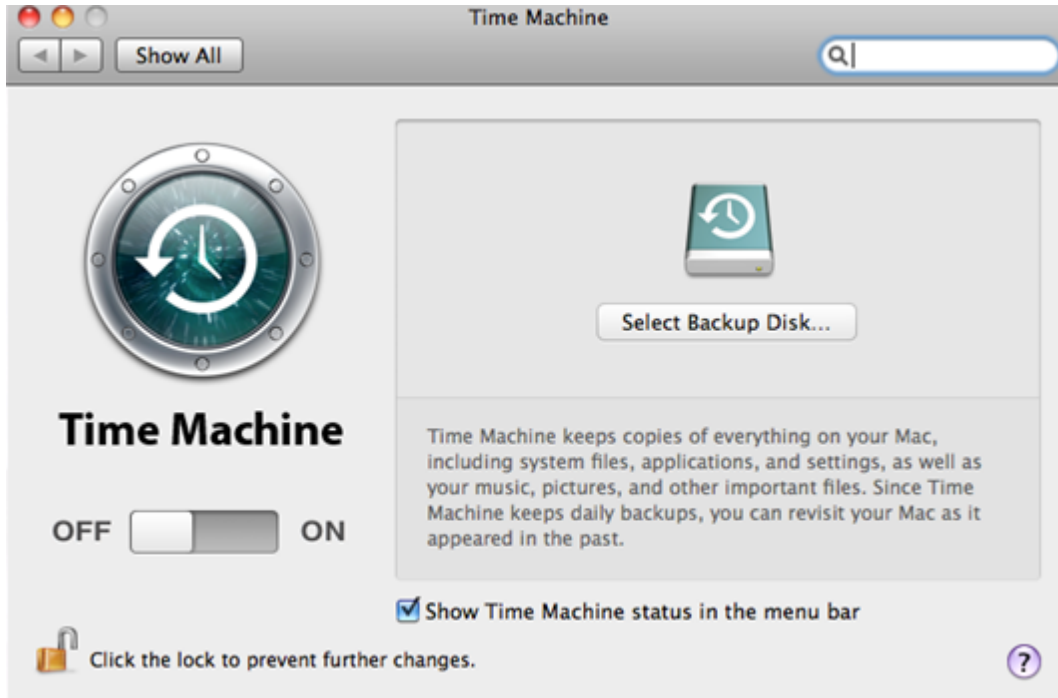 Time Machine
Show All
Select Backup Disk...
Time Machine
Time Machine keeps copies of everything on your Mac,
including system files, applications, and settings, as well as
your music, pictures, and other important files. Since Time
Machine keeps daily backups, you can revisit your Mac as it
appeared in the past.
OFF ON
Show Time Machine status in the menu bar
Click the lock to prevent further changes.
?